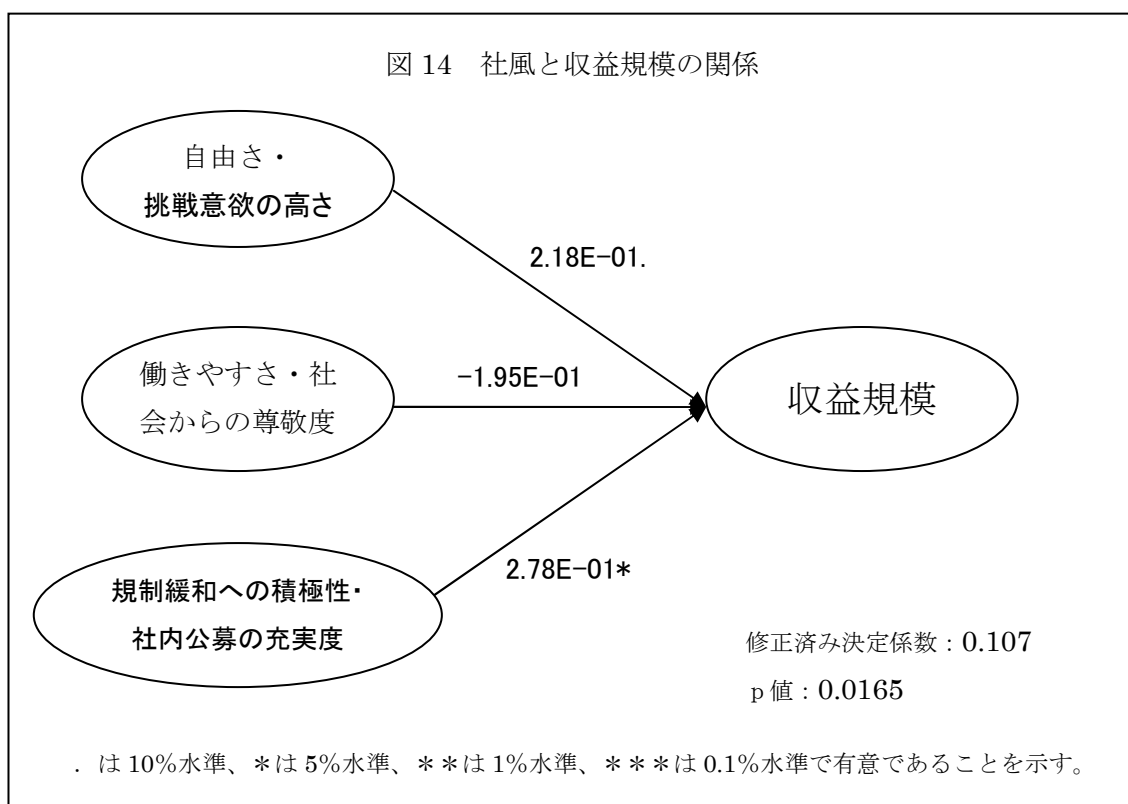 図 14　社風と収益規模の関係
自由さ・
挑戦意欲の高さ
2.18E-01.
働きやすさ・社
会からの尊敬度
-1.95E-01
収益規模
2.78E-01*
規制緩和への積極性・
社内公募の充実度
修正済み決定係数：0.107
ｐ値：0.0165
．は 10%水準、＊は 5%水準、＊＊は 1%水準、＊＊＊は 0.1%水準で有意であることを示す。